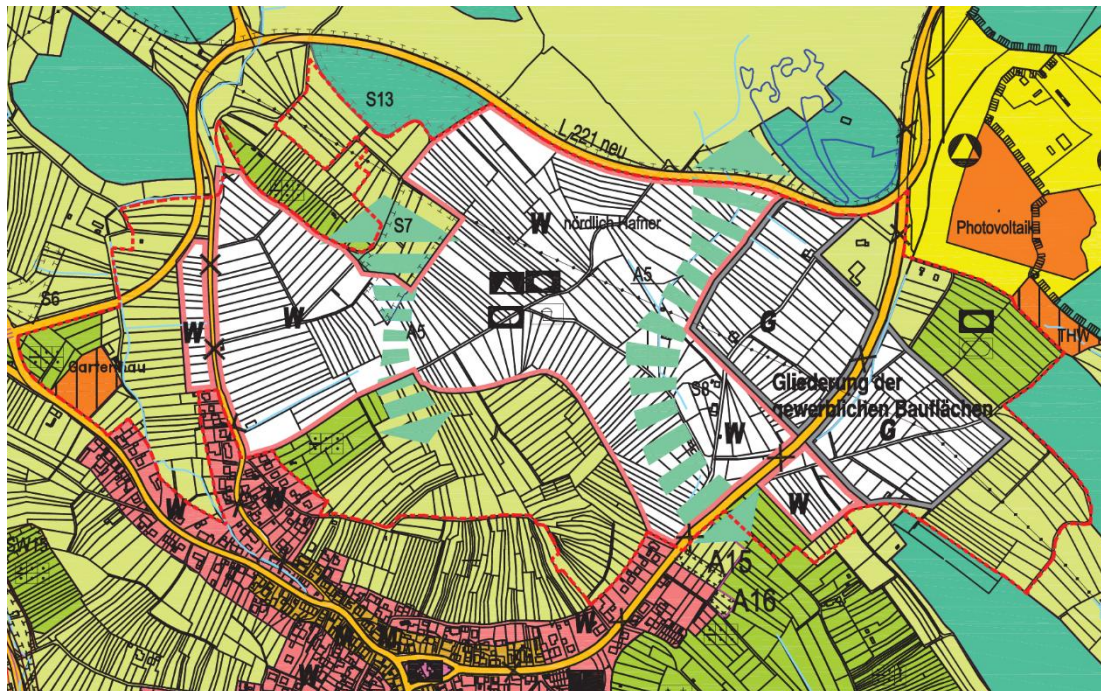 S13
L 221 neu
S7
W
nördlich Hafner
Photovoltaik
S6
W
W
A5
A5
G
THW
Gartenbau
S8
W
Gliederung der
gewerblichen Bauflächen
G
W
W
W
A15
A16
M
M
W
W